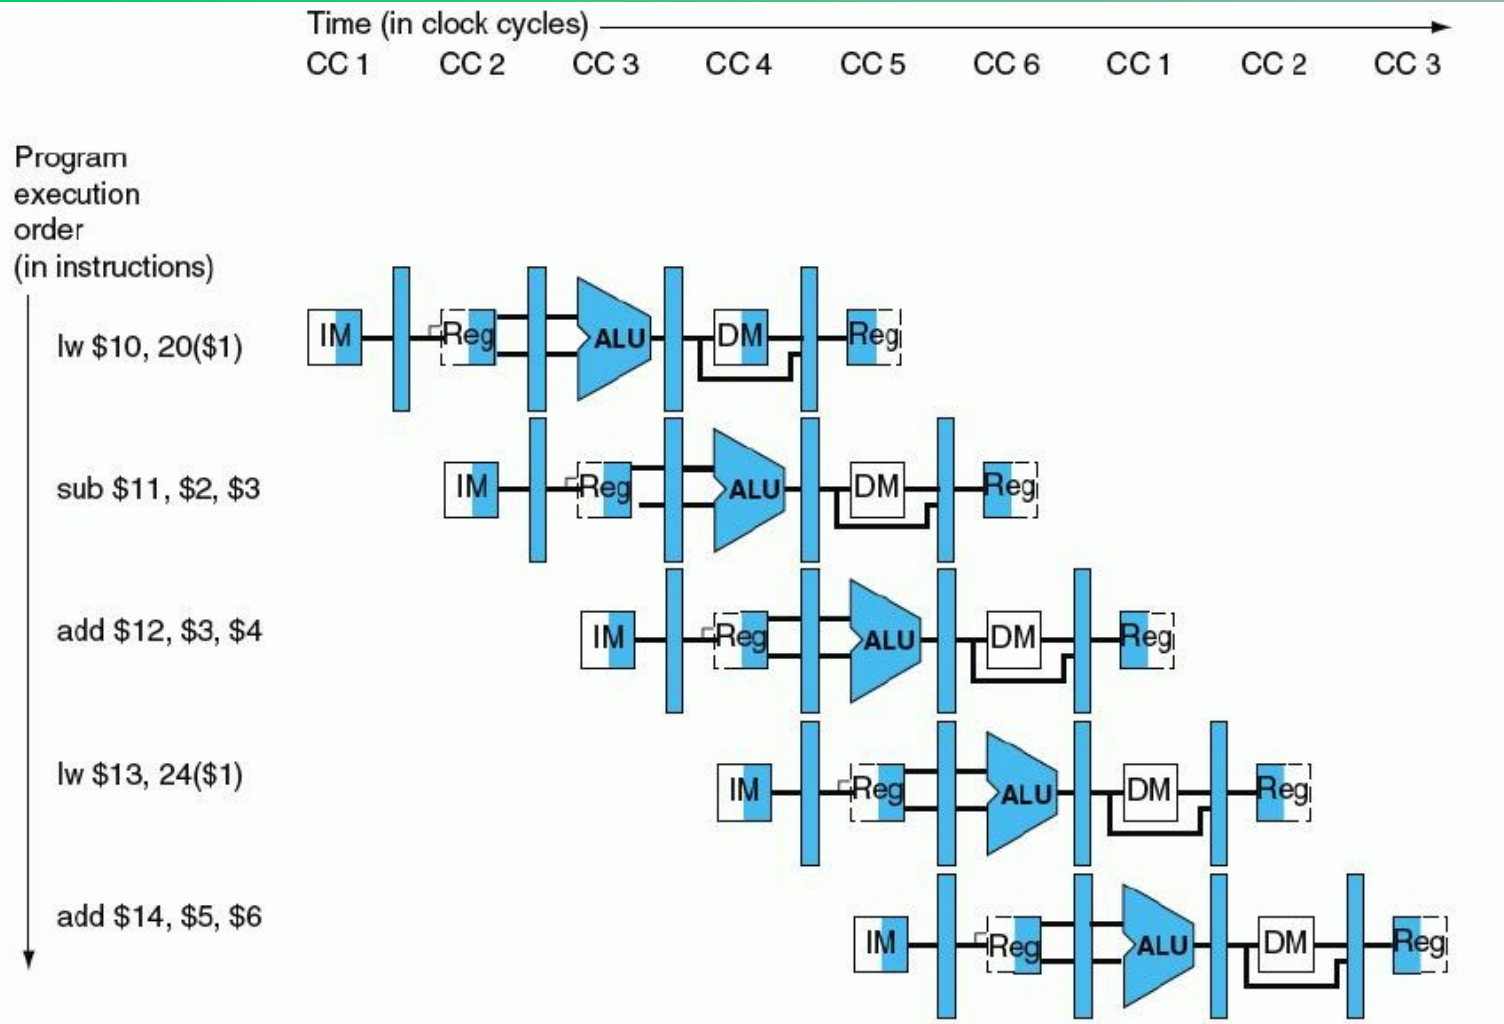 Time (in clock cycles)
CC 1 CC 2 CC 3 CC 4 CC 5 CC 6 CC 1 CC 2 CC 3
Program
execution
order
(in instructions)
lw $10, 20($1)
IM Reg ALU DM Reg
sub $11, $2, $3
IM Reg ALU DM Reg
add $12, $3, $4
IM Reg ALU DM Reg
lw $13, 24($1)
IM Reg ALU DM Reg
add $14, $5, $6
IM Reg ALU DM Reg